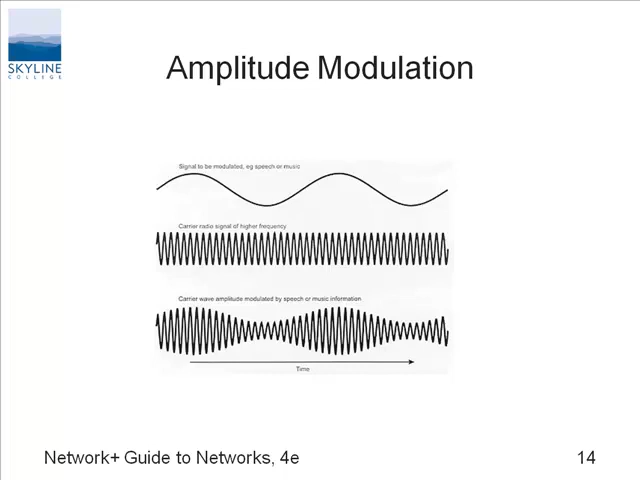 SKYLINE
COLLEGE
Amplitude Modulation
Signal to be modulated, eg speech or music
Carrier radio signal of higher frequency
Carrier wave amplitude modulated by speech or music information
Time
Network+ Guide to Networks, 4e
14